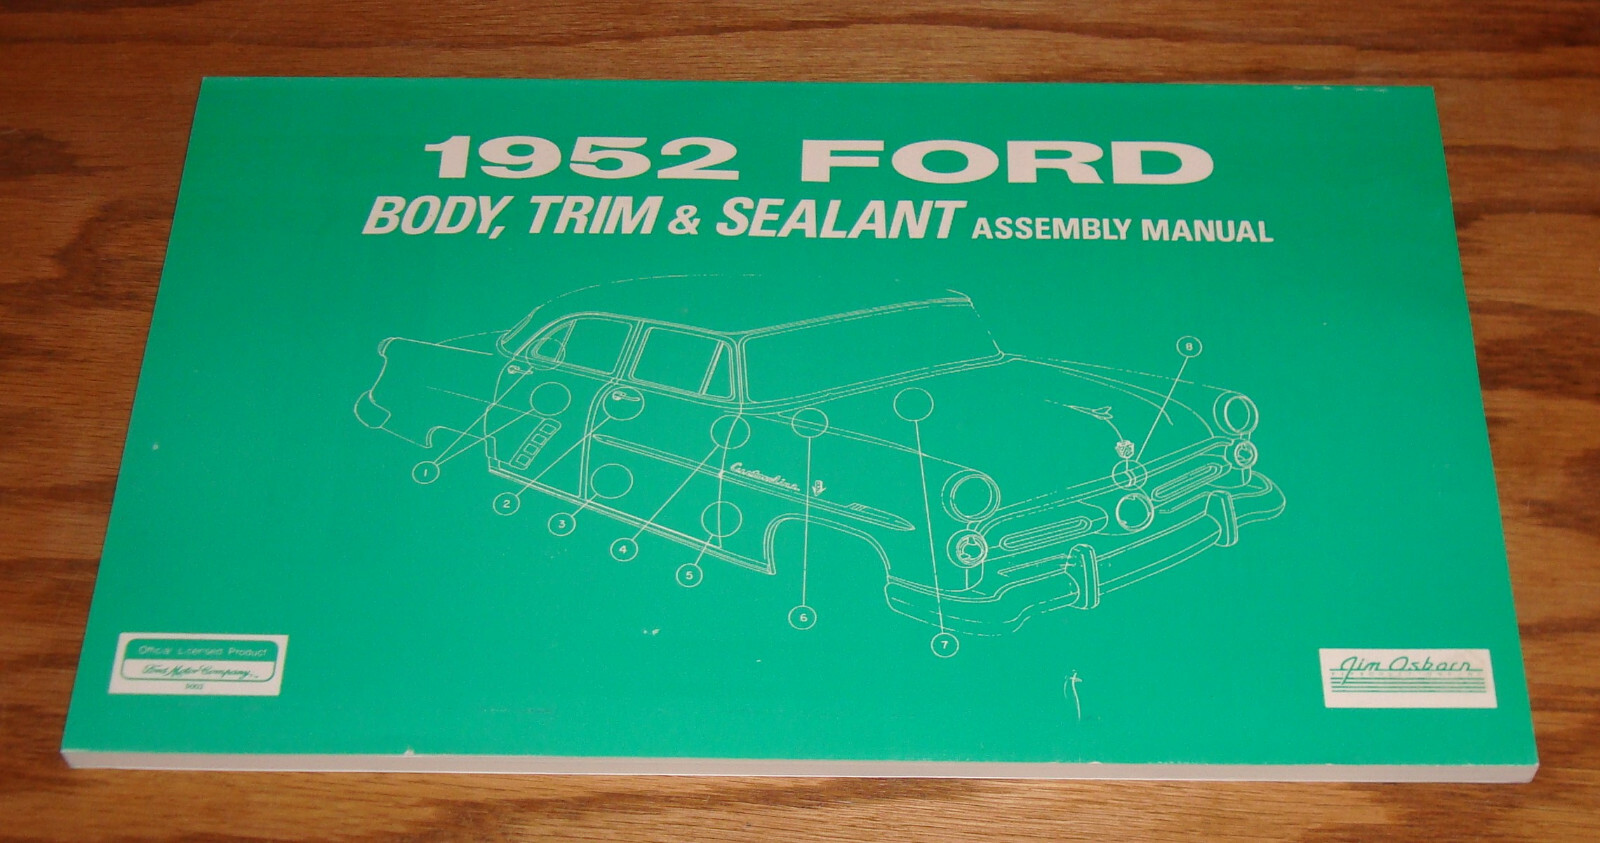 1952 FORD
BODY, TRIM & SEALANT ASSEMBLY MANUAL
8
Customline
1
2
3
4
5
6
7
Official Licensed Product
Ford Motor Company
Jim Osborn